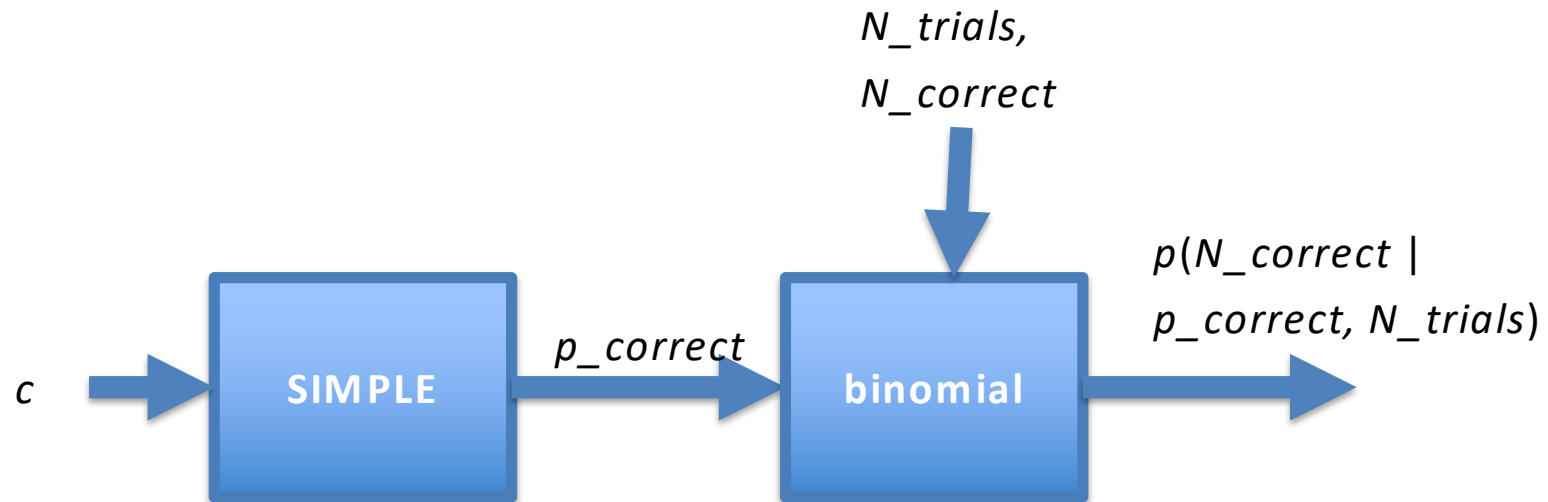 N_trials,
N_correct
p(N_correct |
p_correct, N_trials)
p_correct
c
SIMPLE
binomial